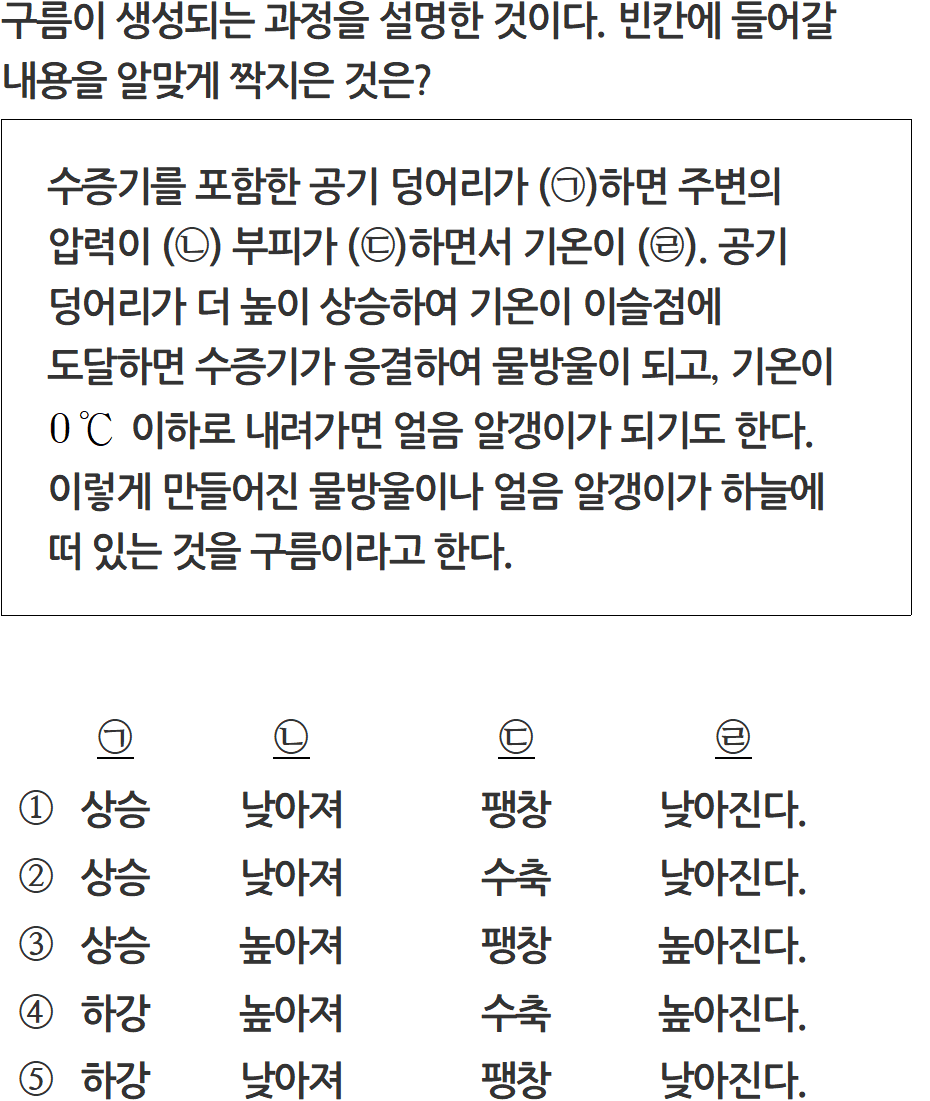 구름이 생성되는 과정을 설명한 것이다. 빈칸에 들어갈
내용을 알맞게 짝지은 것은?
수증기를 포함한 공기 덩어리가 (㉠)하면 주변의
압력이 (㉡) 부피가 (㉢)하면서 기온이 (㉣). 공기
덩어리가 더 높이 상승하여 기온이 이슬점에
도달하면 수증기가 응결하여 물방울이 되고, 기온이
0℃ 이하로 내려가면 얼음 알갱이가 되기도 한다.
이렇게 만들어진 물방울이나 얼음 알갱이가 하늘에
떠 있는 것을 구름이라고 한다.
㉠ ㉡ ㉢ ㉣
① 상승 낮아져 팽창 낮아진다.
② 상승 낮아져 수축 낮아진다.
③ 상승 높아져 팽창 높아진다.
④ 하강 높아져 수축 높아진다.
⑤ 하강 낮아져 팽창 낮아진다.